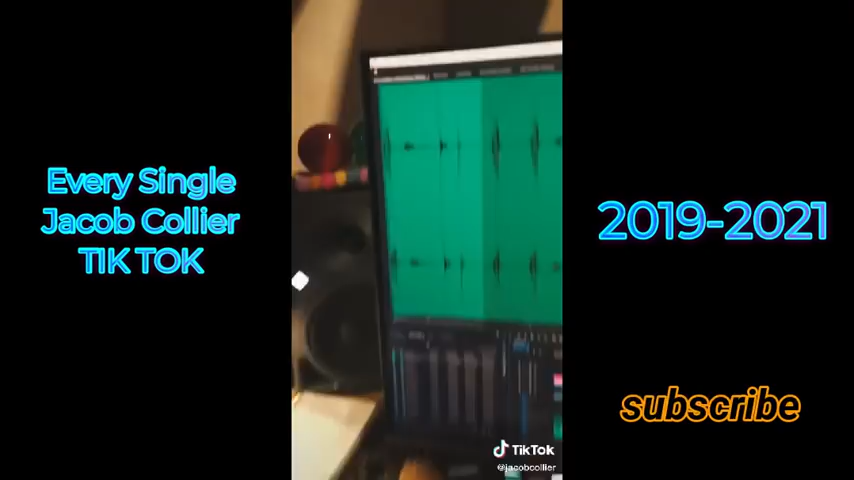 Every Single
Jacob Collier
TIK TOK
2019-2021
subscribe
TikTok
@jacobcollier